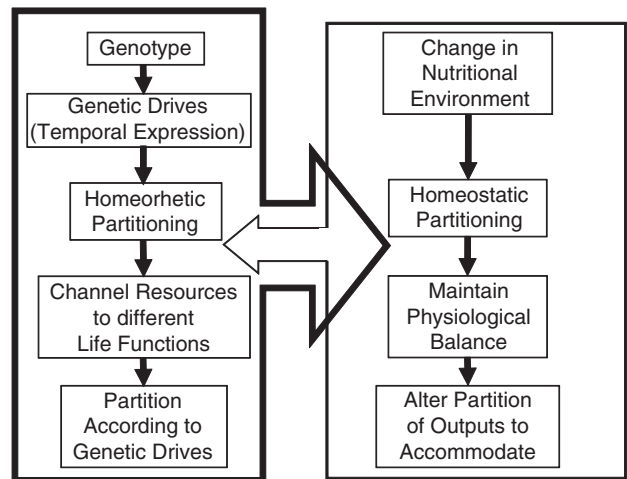 Genotype
Genetic Drives
(Temporal Expression)
Homeorhetic
Partitioning
Channel Resources
to different
Life Functions
Partition
According to
Genetic Drives
Change in
Nutritional
Environment
Homeostatic
Partitioning
Maintain
Physiological
Balance
Alter Partition
of Outputs to
Accommodate